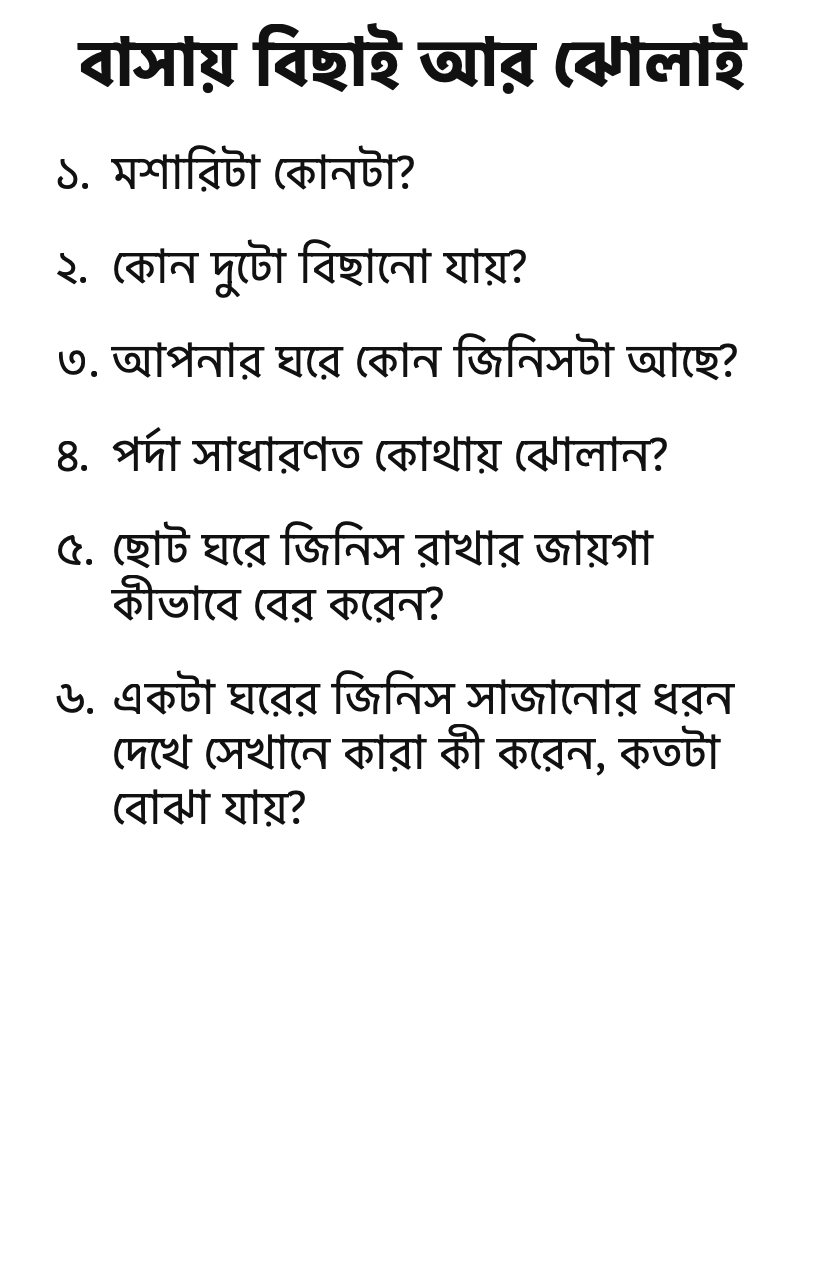 বাসায় বিছাই আর ঝোলাই
১. মশারিটা কোনটা?
২. কোন দুটো বিছানো যায়?
৩. আপনার ঘরে কোন জিনিসটা আছে?
৪. পর্দা সাধারণত কোথায় ঝোলান?
৫. ছোট ঘরে জিনিস রাখার জায়গা
কীভাবে বের করেন?
৬. একটা ঘরের জিনিস সাজানোর ধরন
দেখে সেখানে কারা কী করেন, কতটা
বোঝা যায়?